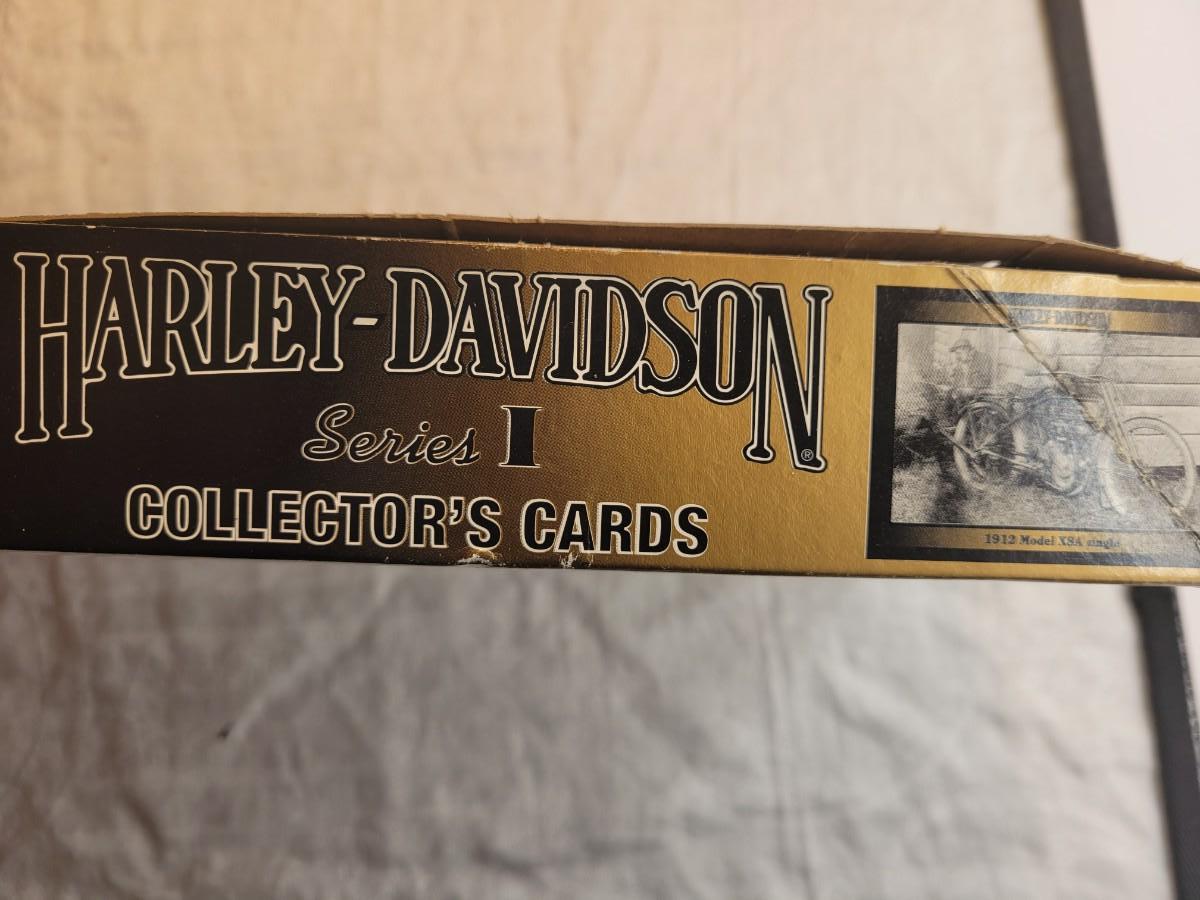 HARLEY-DAVIDSON®
Series I
COLLECTOR'S CARDS
HARLEY-DAVIDSON
1912 Model X8A single